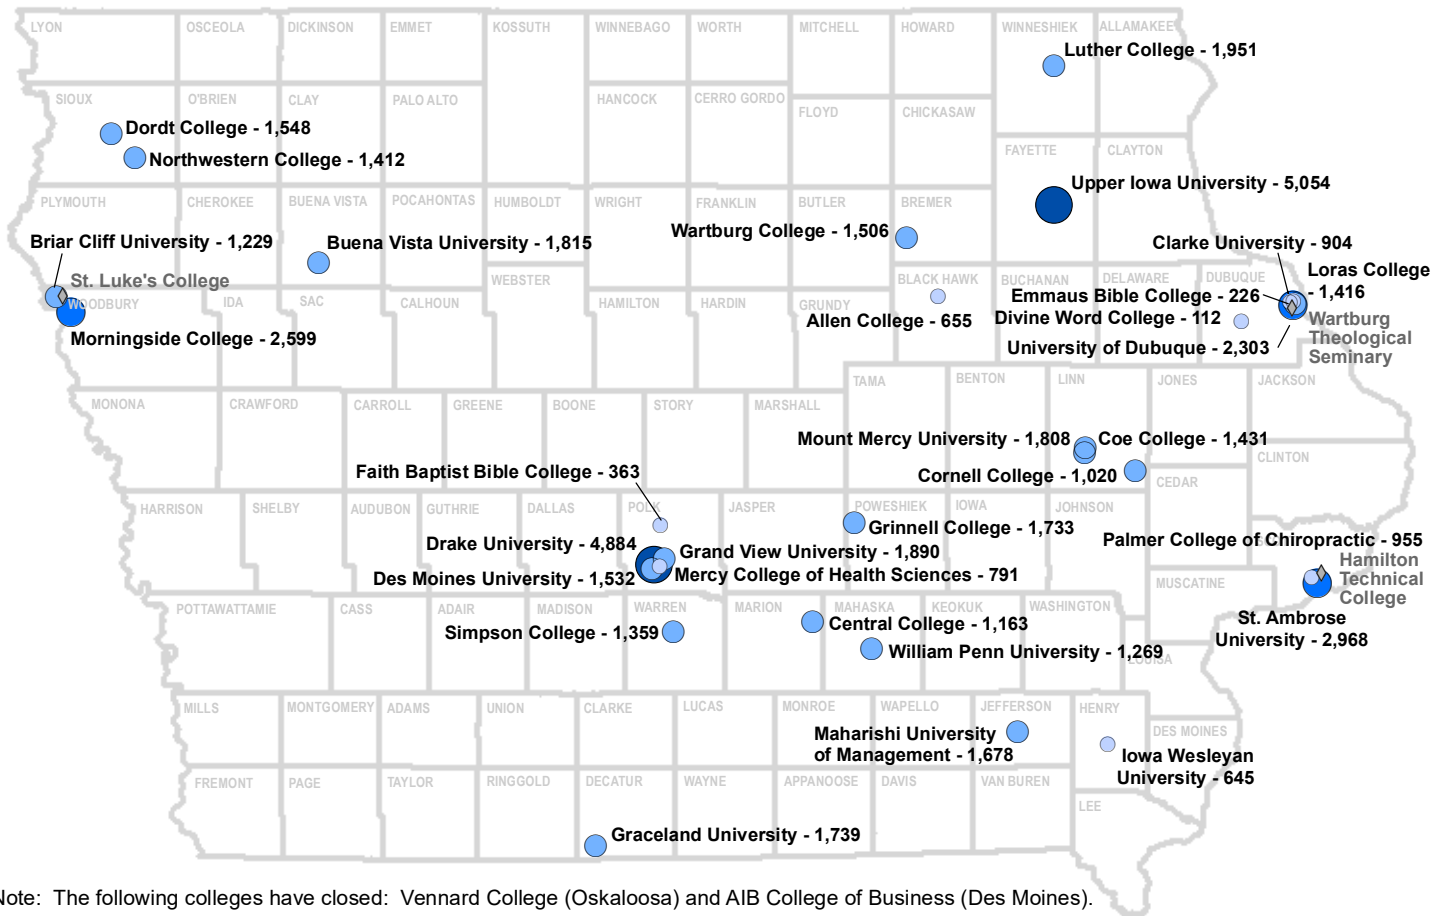 LYON
OSCEOLA
DICKINSON
EMMET
KOSSUTH
WINNEBAGO
WORTH
MITCHELL
HOWARD
WINNESHIEK
ALLAMAKEE
Luther College - 1,951
SIOUX
O'BRIEN
CLAY
PALO ALTO
HANCOCK
CERRO GORDO
FLOYD
CHICKASAW
Dordt College - 1,548
Northwestern College - 1,412
FAYETTE
CLAYTON
Upper Iowa University - 5,054
PLYMOUTH
CHEROKEE
BUENA VISTA
POCAHONTAS
HUMBOLDT
WRIGHT
FRANKLIN
BUTLER
BREMER
Briar Cliff University - 1,229
Buena Vista University - 1,815
Wartburg College - 1,506
Clarke University - 904
St. Luke's College
WEBSTER
BLACK HAWK
BUCHANAN
DELAWARE
DUBUQUE
Loras College
- 1,416
WOODBURY
IDA
SAC
CALHOUN
HAMILTON
HARDIN
GRUNDY
Emmaus Bible College - 226
Allen College - 655
Divine Word College - 112
Wartburg
Theological
Seminary
Morningside College - 2,599
University of Dubuque - 2,303
TAMA
BENTON
LINN
JONES
JACKSON
MONONA
CRAWFORD
CARROLL
GREENE
BOONE
STORY
MARSHALL
Mount Mercy University - 1,808
Coe College - 1,431
CLINTON
Faith Baptist Bible College - 363
Cornell College - 1,020
CEDAR
HARRISON
SHELBY
AUDUBON
GUTHRIE
DALLAS
POLK
JASPER
POWESHIEK
IOWA
JOHNSON
Grinnell College - 1,733
Drake University - 4,884
Grand View University - 1,890
Palmer College of Chiropractic - 955
Des Moines University - 1,532
Mercy College of Health Sciences - 791
Hamilton
Technical
College
MUSCATINE
POTTAWATTAMIE
CASS
ADAIR
MADISON
WARREN
MARION
MAHASKA
KEOKUK
WASHINGTON
Simpson College - 1,359
Central College - 1,163
St. Ambrose
University - 2,968
William Penn University - 1,269
LOUISA
MILLS
MONTGOMERY
ADAMS
UNION
CLARKE
LUCAS
MONROE
WAPELLO
JEFFERSON
HENRY
DES MOINES
Maharishi University
of Management - 1,678
Iowa Wesleyan
University - 645
FREMONT
PAGE
TAYLOR
RINGGOLD
DECATUR
WAYNE
APPANOOSE
DAVIS
VAN BUREN
LEE
Graceland University - 1,739
Note: The following colleges have closed: Vennard College (Oskaloosa) and AIB College of Business (Des Moines).